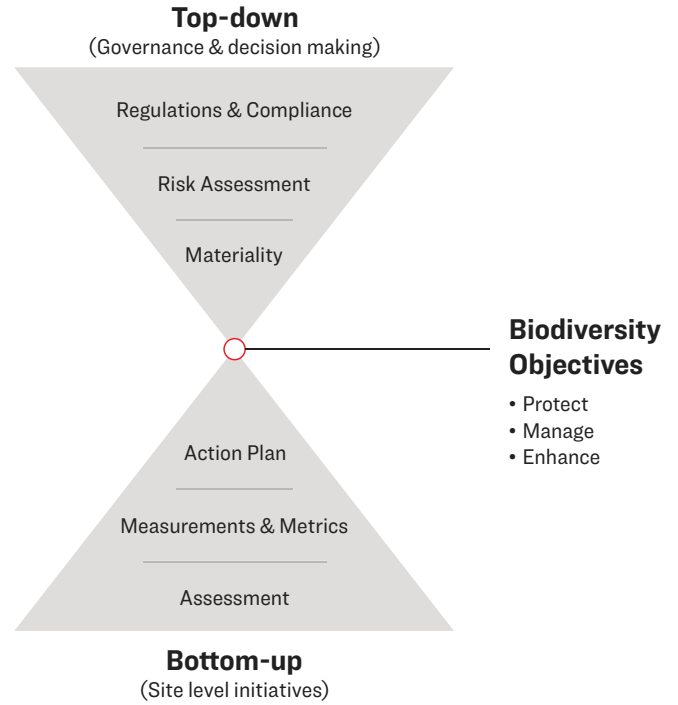 Top-down
(Governance & decision making)
Regulations & Compliance
Risk Assessment
Materiality
Biodiversity
Objectives
• Protect
• Manage
• Enhance
Action Plan
Measurements & Metrics
Assessment
Bottom-up
(Site level initiatives)